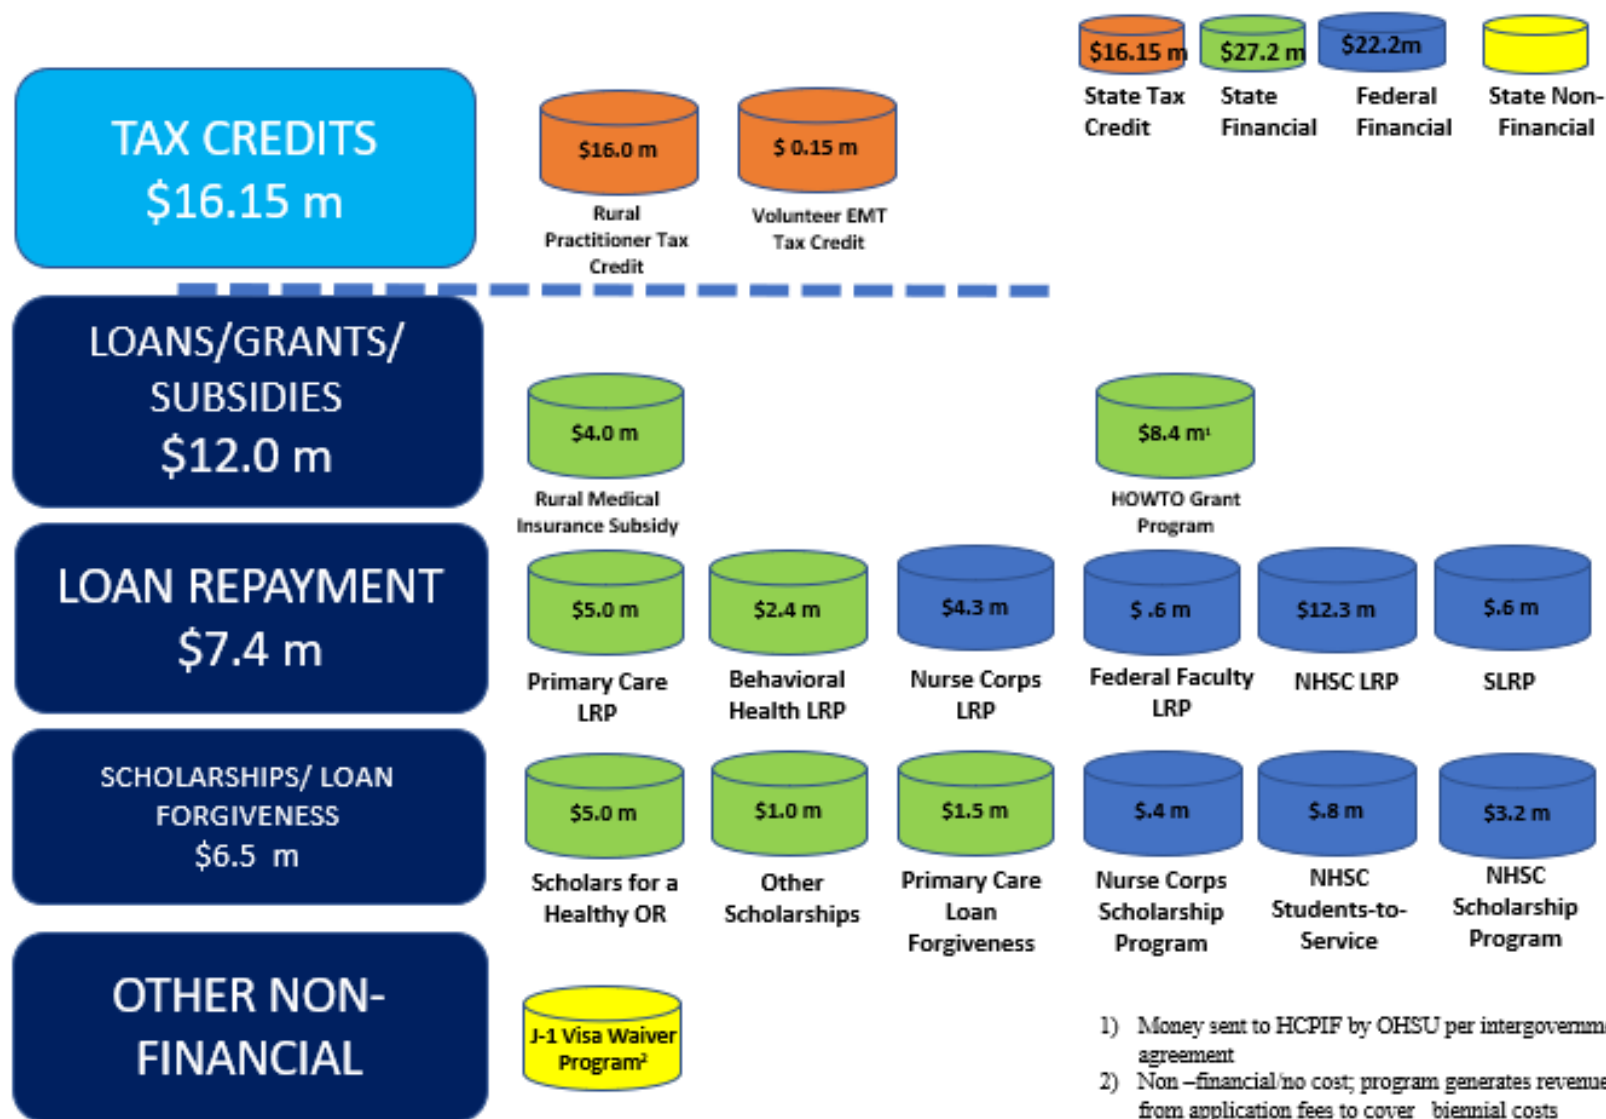 $16.15 m
$27.2 m
$22.2m
State Tax
Credit
State
Financial
Federal
Financial
State Non-
Financial
TAX CREDITS
$16.15 m
$16.0 m
Rural
Practitioner Tax
Credit
$ 0.15 m
Volunteer EMT
Tax Credit
LOANS/GRANTS/
SUBSIDIES
$12.0 m
$4.0 m
Rural Medical
Insurance Subsidy
$8.4 m¹
HOWTO Grant
Program
LOAN REPAYMENT
$7.4 m
$5.0 m
Primary Care
LRP
$2.4 m
Behavioral
Health LRP
$4.3 m
Nurse Corps
LRP
$ .6 m
Federal Faculty
LRP
$12.3 m
NHSC LRP
$.6 m
SLRP
SCHOLARSHIPS/ LOAN
FORGIVENESS
$6.5 m
$5.0 m
Scholars for a
Healthy OR
$1.0 m
Other
Scholarships
$1.5 m
Primary Care
Loan
Forgiveness
$.4 m
Nurse Corps
Scholarship
Program
$.8 m
NHSC
Students-to-
Service
$3.2 m
NHSC
Scholarship
Program
OTHER NON-
FINANCIAL
J-1 Visa Waiver
Program²
1) Money sent to HCPIF by OHSU per
agreement
2) Non –financial/no cost; program generates revenue
from application fees to cover biennial costs